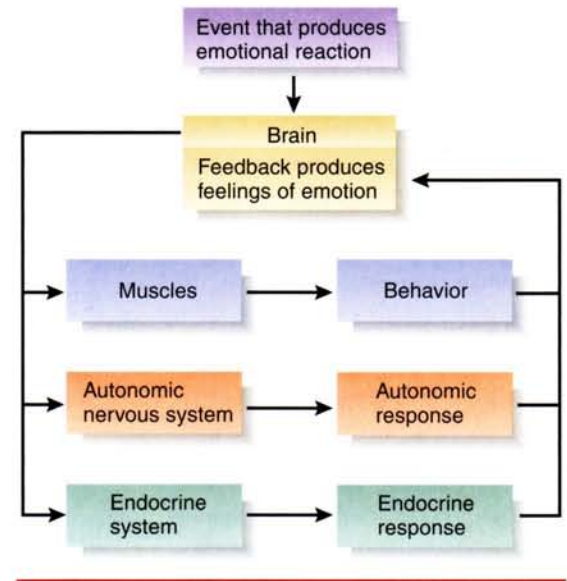 Event that produces
emotional reaction
Brain
Feedback produces
feelings of emotion
Muscles
Behavior
Autonomic
nervous system
Autonomic
response
Endocrine
system
Endocrine
response